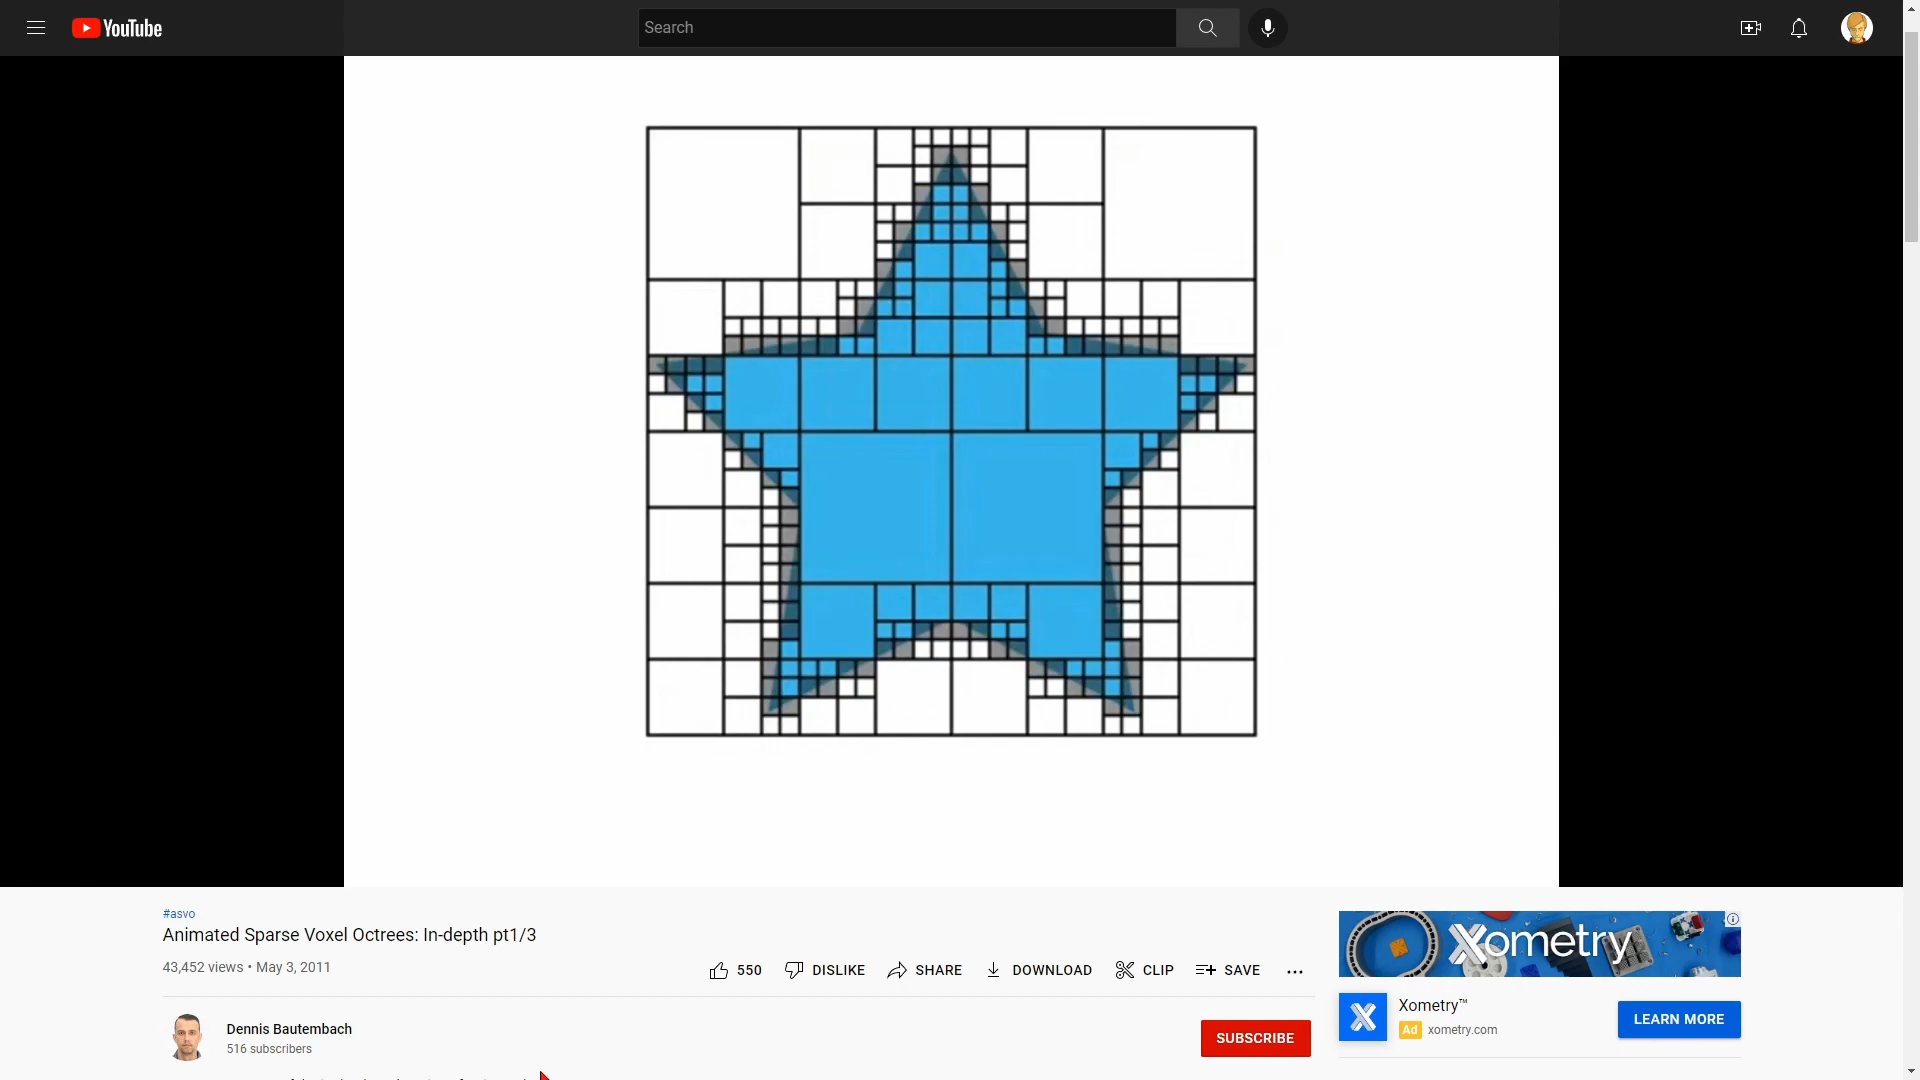 YouTube
Search
#asvo
Animated Sparse Voxel Octrees: In-depth pt1/3
43,452 views • May 3, 2011
550 DISLIKE SHARE DOWNLOAD CLIP SAVE
Dennis Bautembach
516 subscribers
SUBSCRIBE
Xometry
Xometry™
Ad xometry.com
LEARN MORE